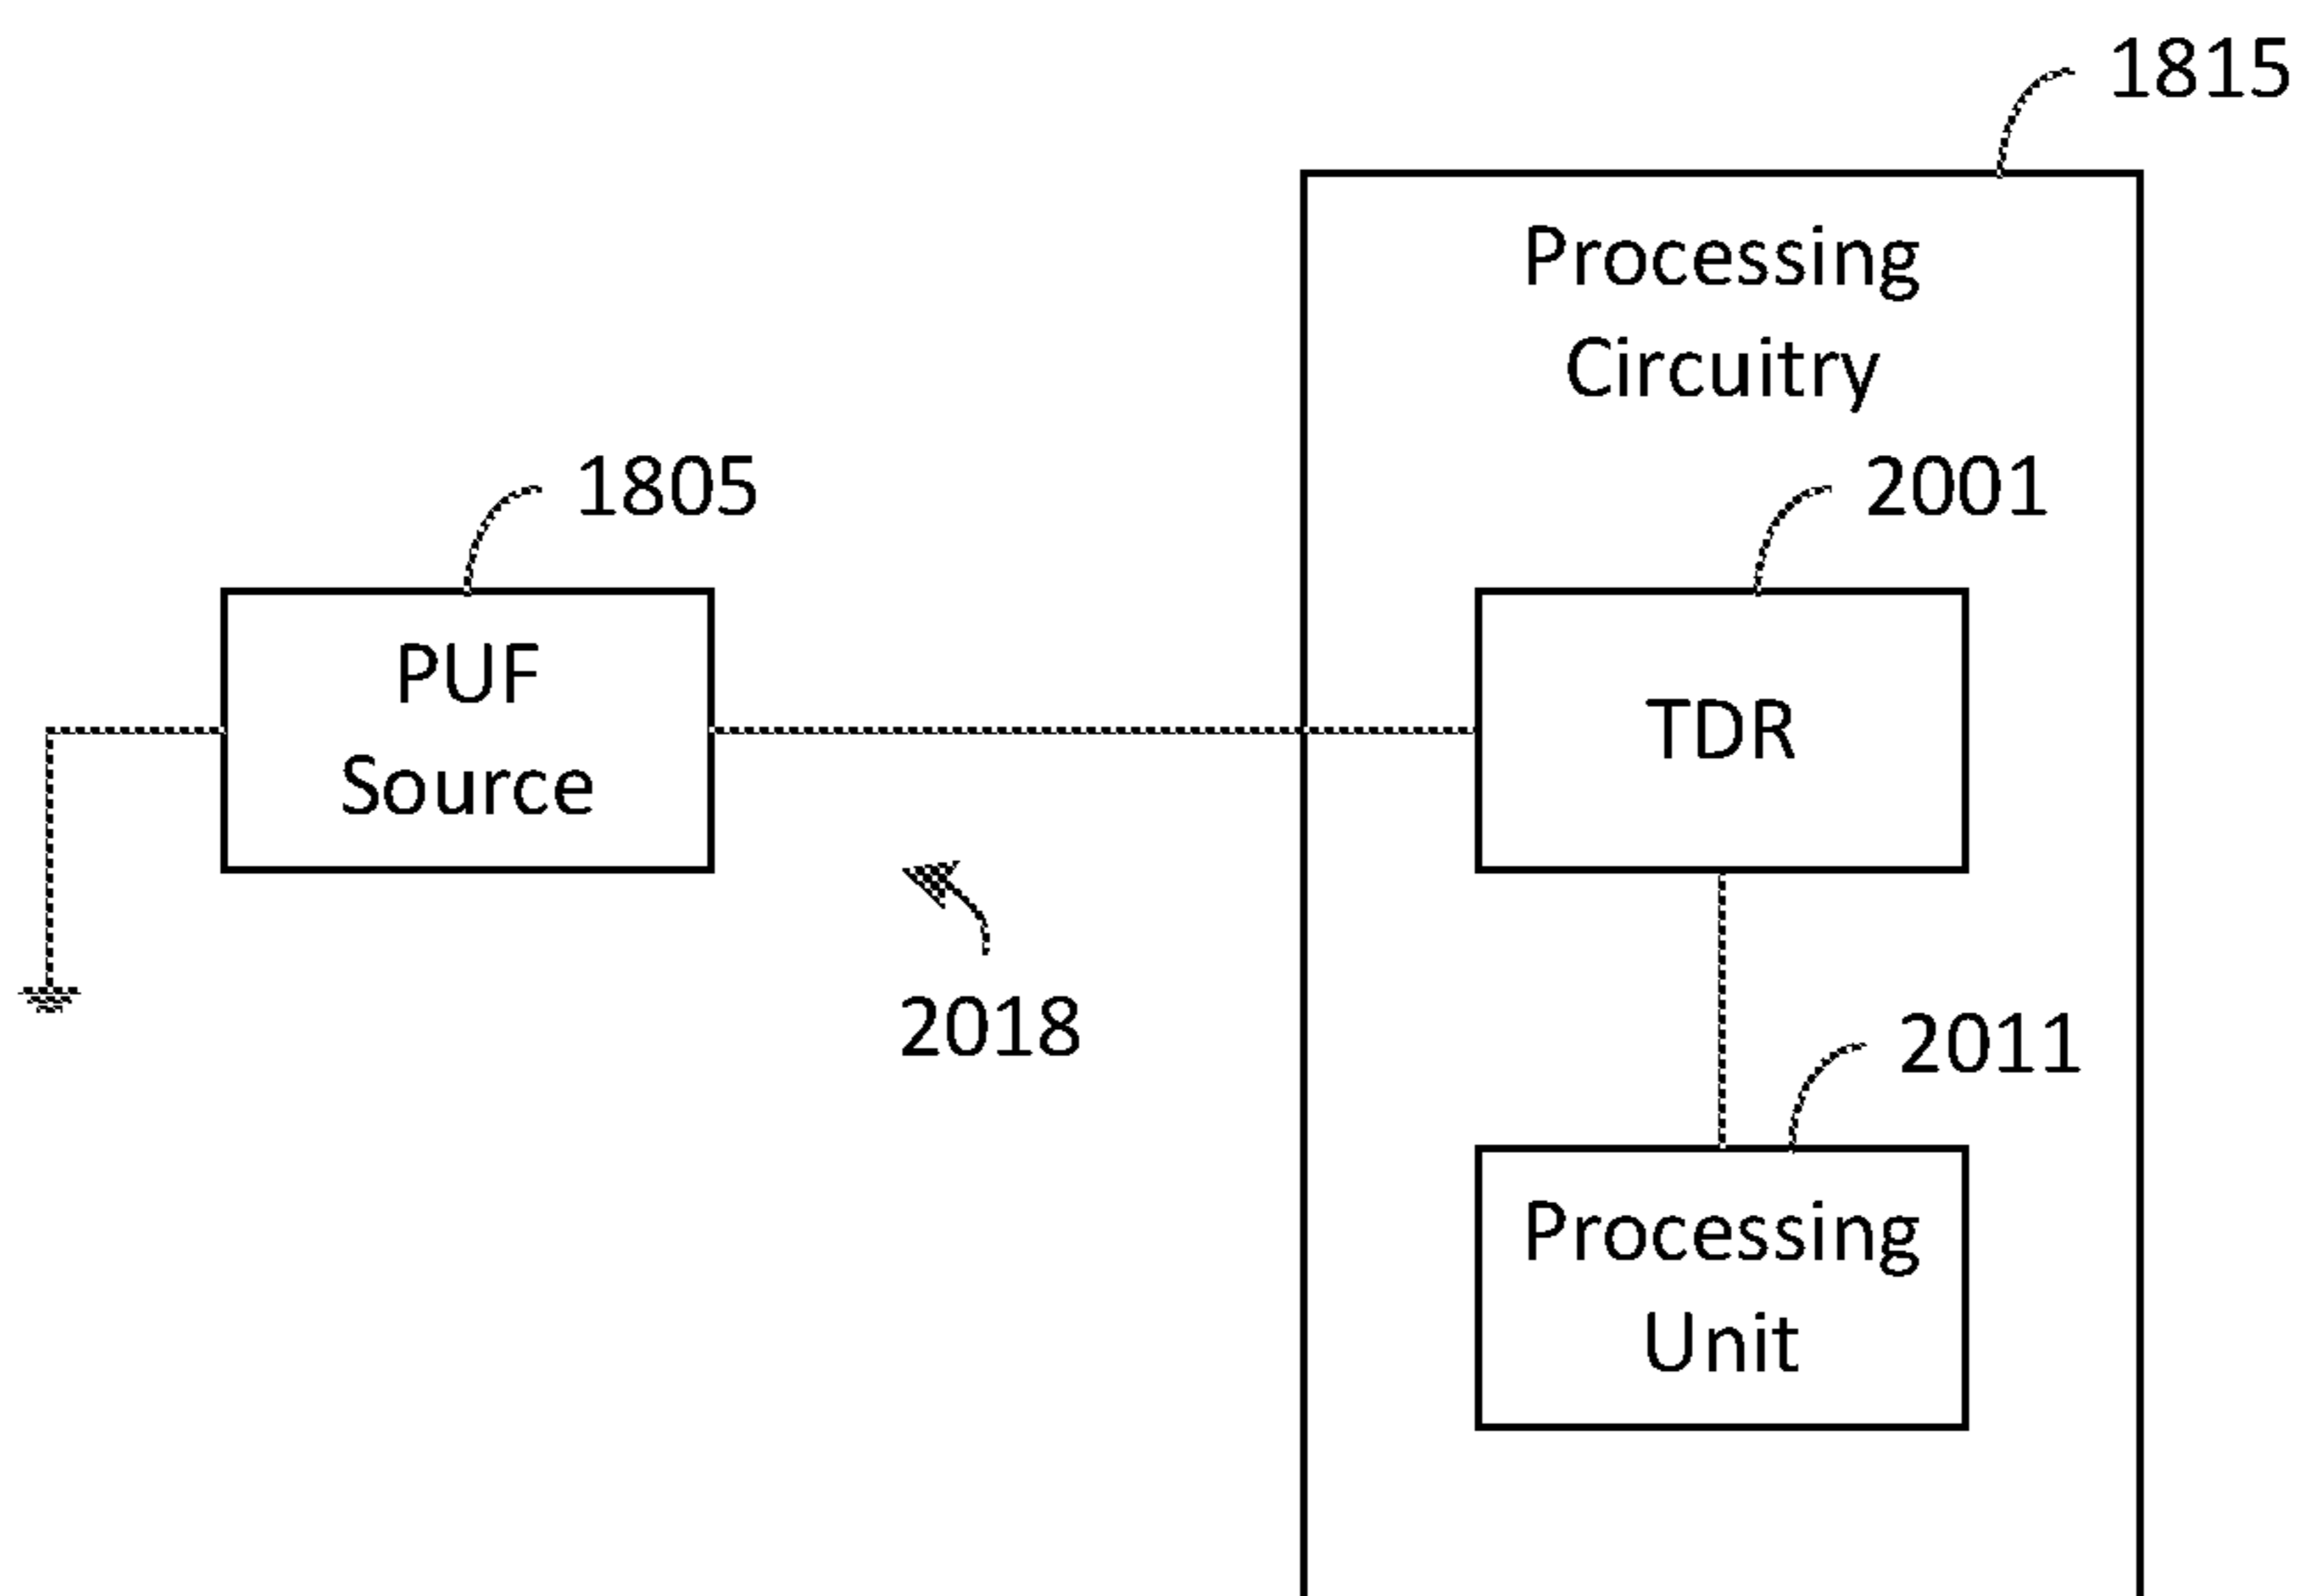 1815
Processing
Circuitry
1805
2001
PUF
Source
TDR
2018
2011
Processing
Unit